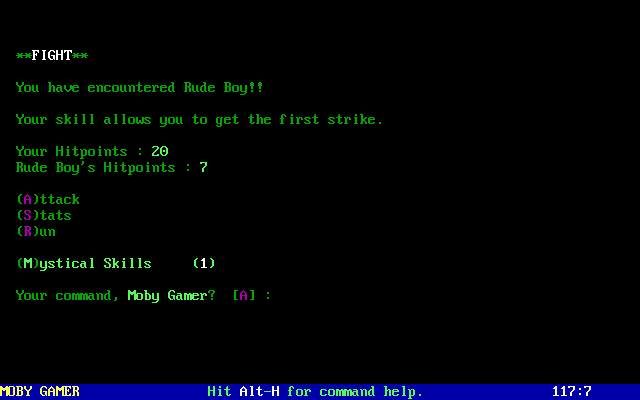 **FIGHT**
You have encountered Rude Boy!!
Your skill allows you to get the first strike.
Your Hitpoints : 20
Rude Boy's Hitpoints : 7
(A)ttack
(S)tats
(R)un
(M)ystical Skills     (1)
Your command, Moby Gamer?  [A] :
MOBY GAMER Hit Alt-H for command help. 117:7